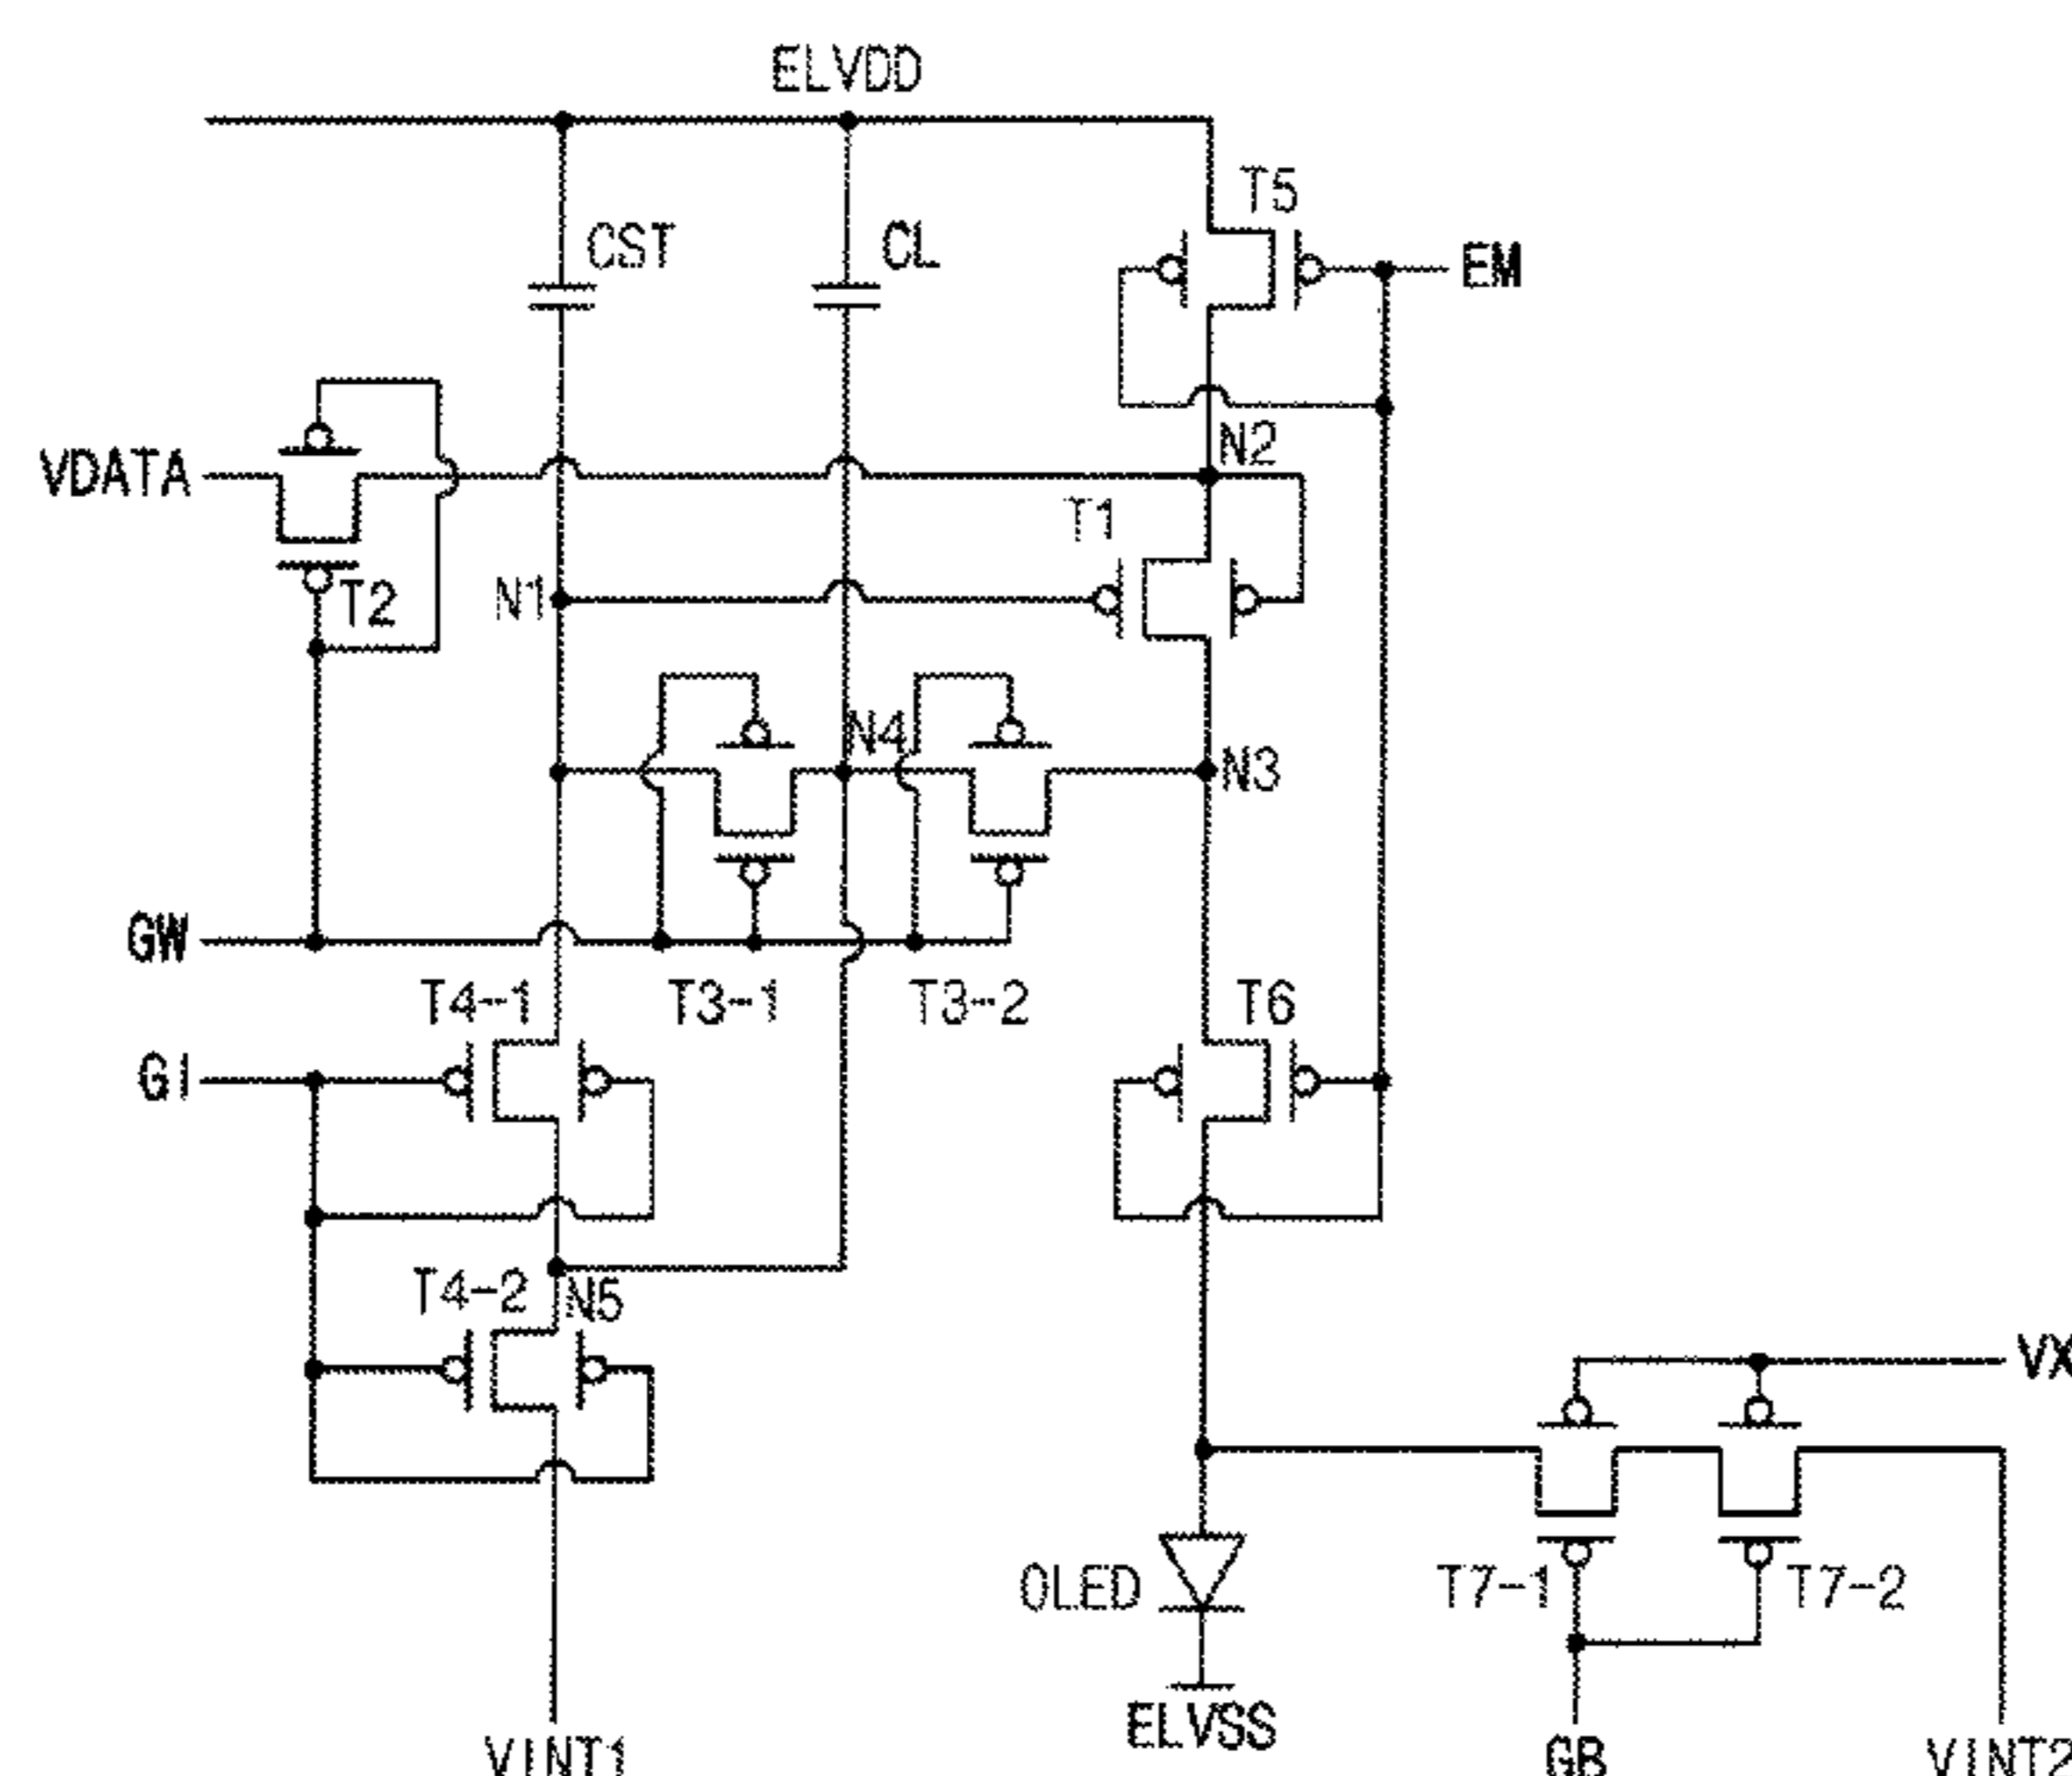 ELVDD
T5
CST
CL
EM
N2
VDATA
T1
N1
T2
N4
N3
GW
T4-1
T3-1
T3-2
T6
GI
T4-2
N5
VX
OLED
T7-1
T7-2
ELVSS
VINT1
GB
VINT2